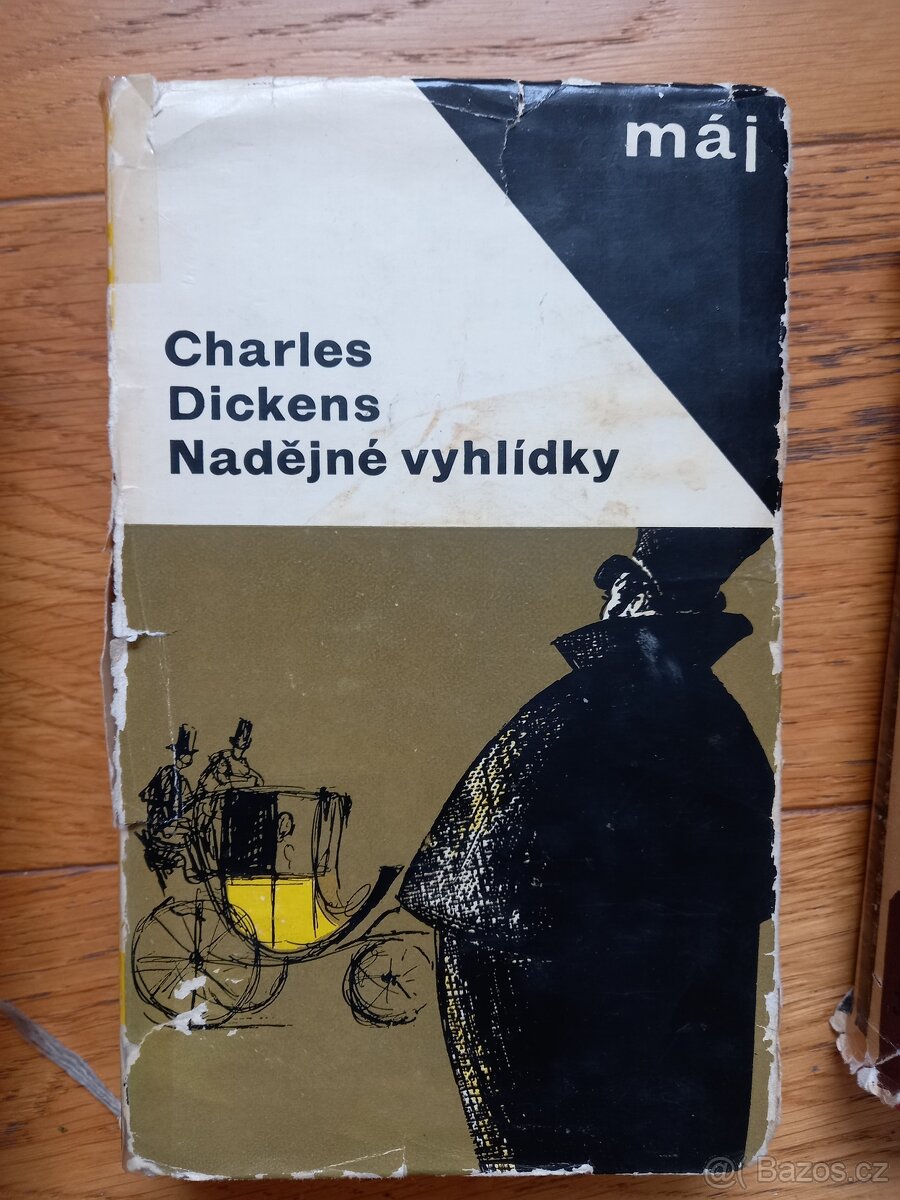 máj
Charles
Dickens
Nadějné vyhlídky
Bazos.cz